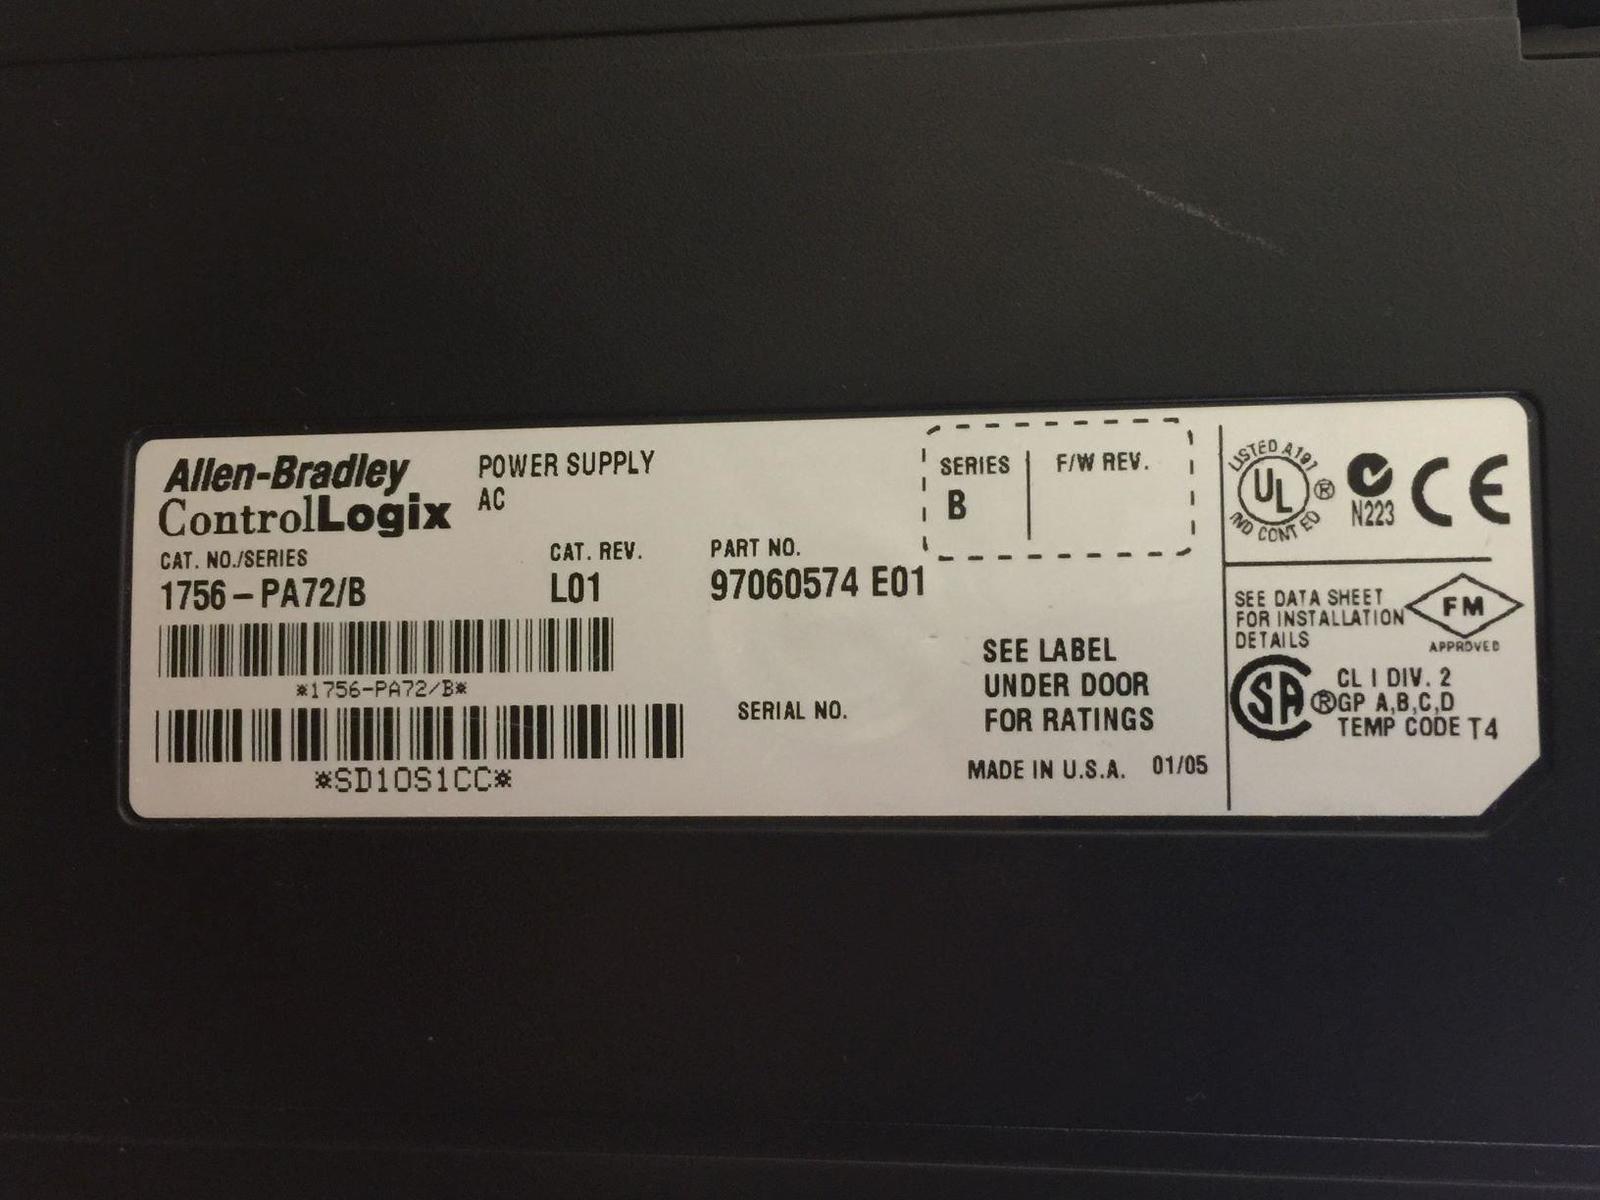 Allen-Bradley
ControlLogix
POWER SUPPLY
AC
SERIES
B
F/W REV.
CAT. NO./SERIES
1756-PA72/B
CAT. REV.
L01
PART NO.
97060574 E01
*1756-PA72/B*
*SD10S1CC*
SERIAL NO.
SEE LABEL
UNDER DOOR
FOR RATINGS
MADE IN U.S.A. 01/05
LISTED A197
UL ®
IND CONT EQ
N223
CE
SEE DATA SHEET
FOR INSTALLATION
DETAILS
FM
APPROVED
SA ®
CL I DIV. 2
GP A,B,C,D
TEMP CODE T4